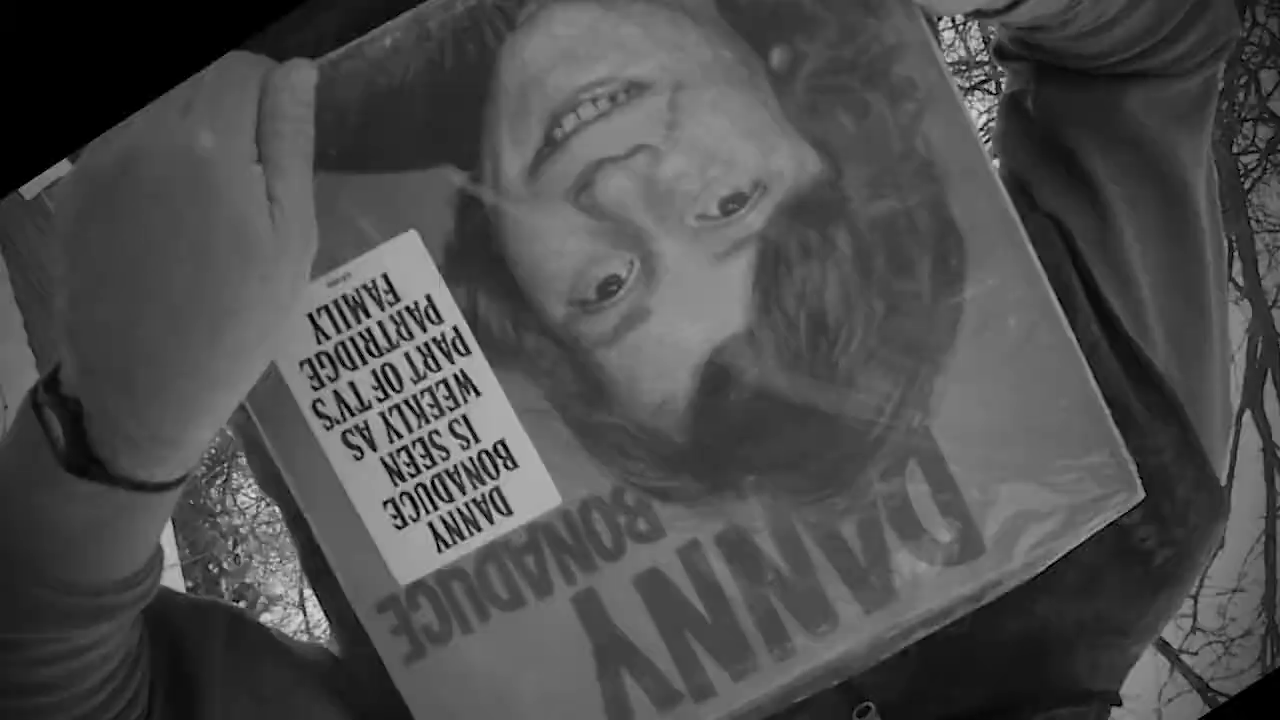 DANNY
BONADUCE
DANNY
BONADUCE
IS SEEN
WEEKLY AS
PART OF TV'S
PARTRIDGE
FAMILY